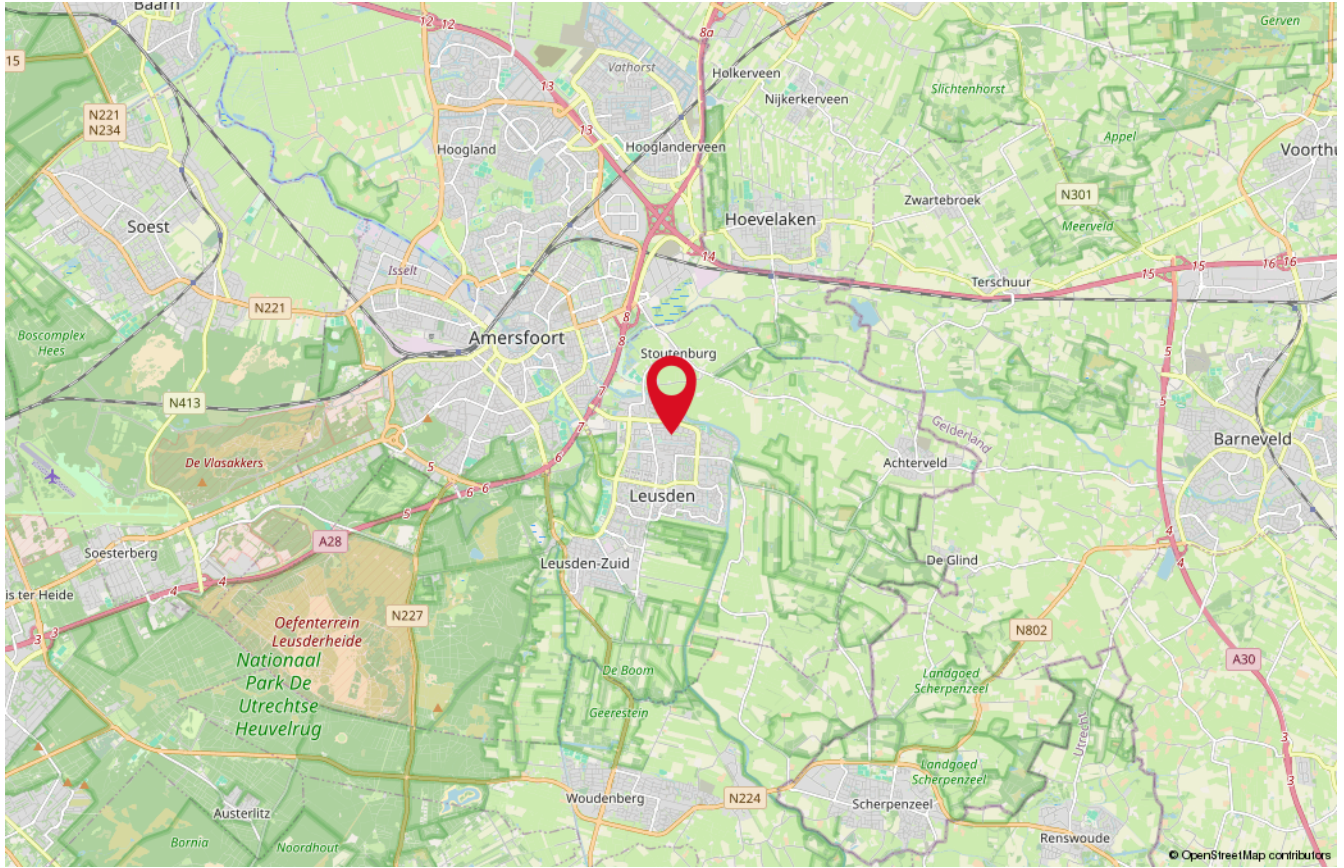 Baarn
12
12
8a
Gerven
15
Vathorst
Holkerveen
13
Slichtenhorst
Nijkerkerveen
N221
N234
13
Appel
Hoogland
Hooglanderveen
Voorthu
N301
Zwartebroek
Soest
Hoevelaken
Meerveld
Isselt
14
15
15
16
16
Terschuur
N221
8
Boscomplex
Hees
Amersfoort
8
Stoutenburg
5
N413
7
5
Gelderland
7
Barneveld
De Vlasakkers
6
5
Achterveld
6
6
Leusden
5
4
A28
Soesterberg
De Glind
4
Leusden-Zuid
4
4
is ter Heide
N227
3
3
Oefenterrein
Leusderheide
N802
Nationaal
Park De
Utrechtse
Heuvelrug
De Boom
Landgoed
Scherpenzeel
A30
Geerestein
Utrecht
3
Landgoed
Scherpenzeel
3
Woudenberg
N224
Scherpenzeel
Austerlitz
Renswoude
Bornia
Noordhout
© OpenStreetMap contributors